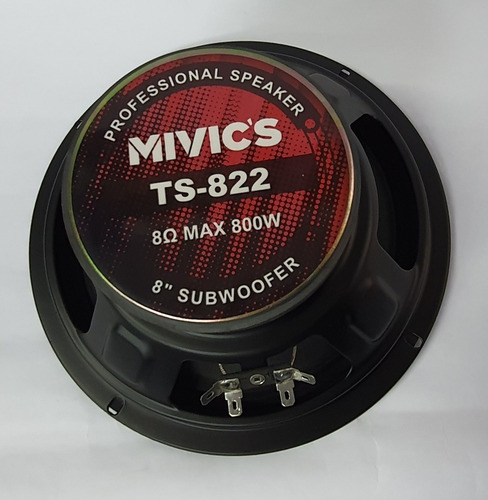 PROFESSIONAL SPEAKER
MIVIC'S
TS-822
8Ω MAX 800W
8" SUBWOOFER